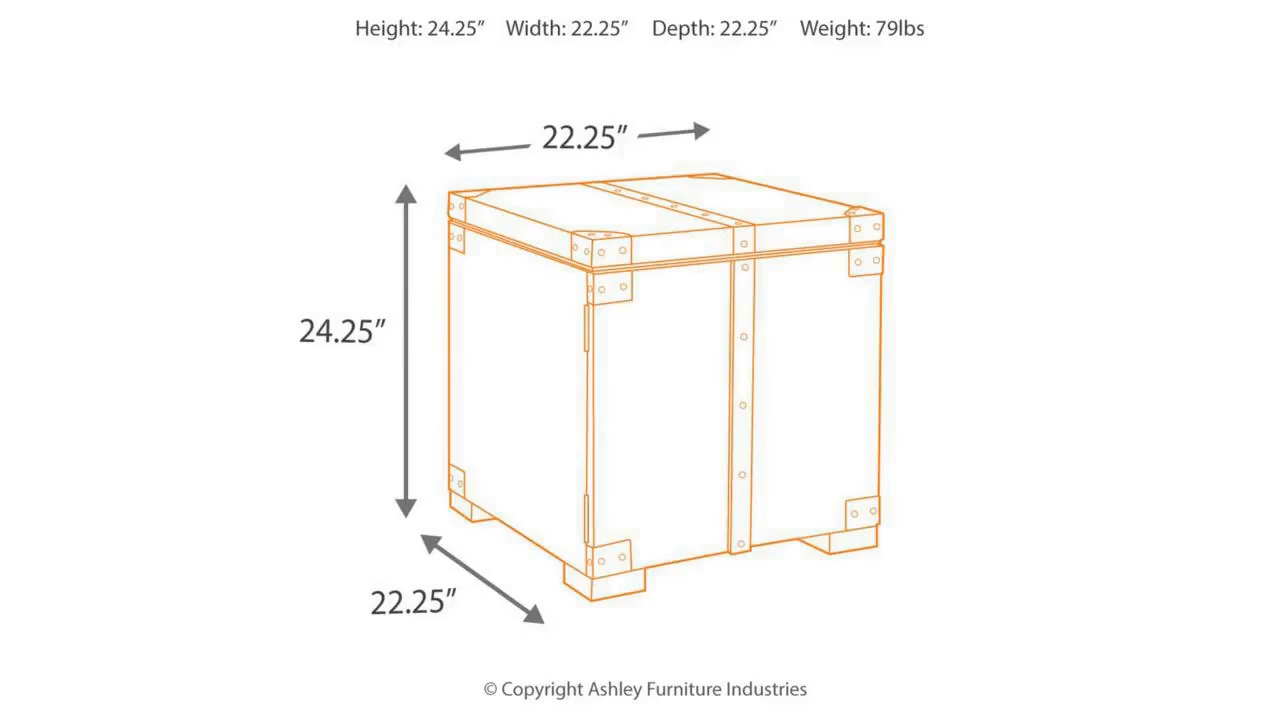 Height: 24.25” Width: 22.25” Depth: 22.25” Weight: 79lbs
22.25”
24.25”
22.25”
© Copyright Ashley Furniture Industries